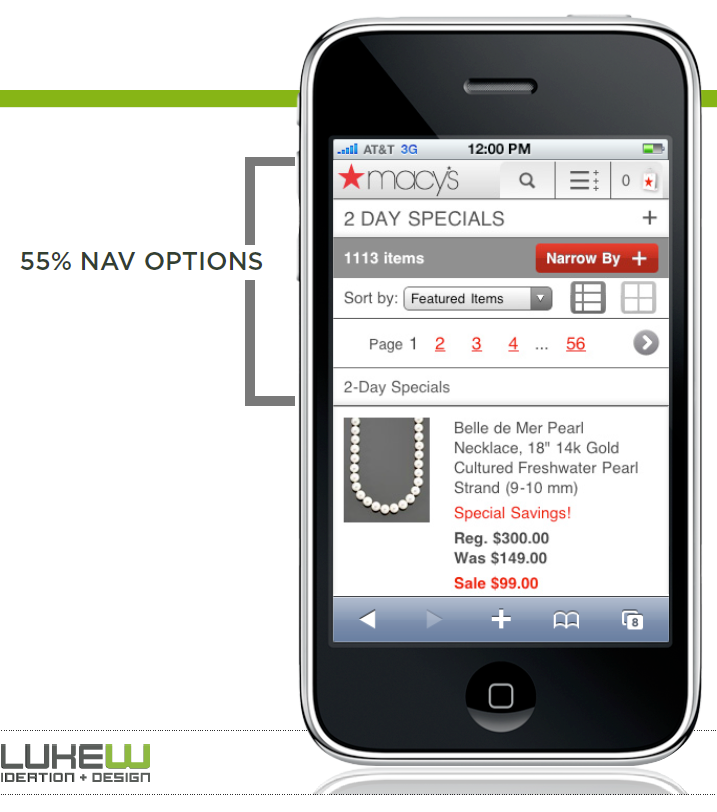 AT&T 3G 12:00 PM
macy's
0
2 DAY SPECIALS +
55% NAV OPTIONS
1113 items Narrow By +
Sort by: Featured Items
Page 1 2 3 4 ... 56
2-Day Specials
Belle de Mer Pearl
Necklace, 18" 14k Gold
Cultured Freshwater Pearl
Strand (9-10 mm)
Special Savings!
Reg. $300.00
Was $149.00
Sale $99.00
8
LUKEW
IDEATION + DESIGN